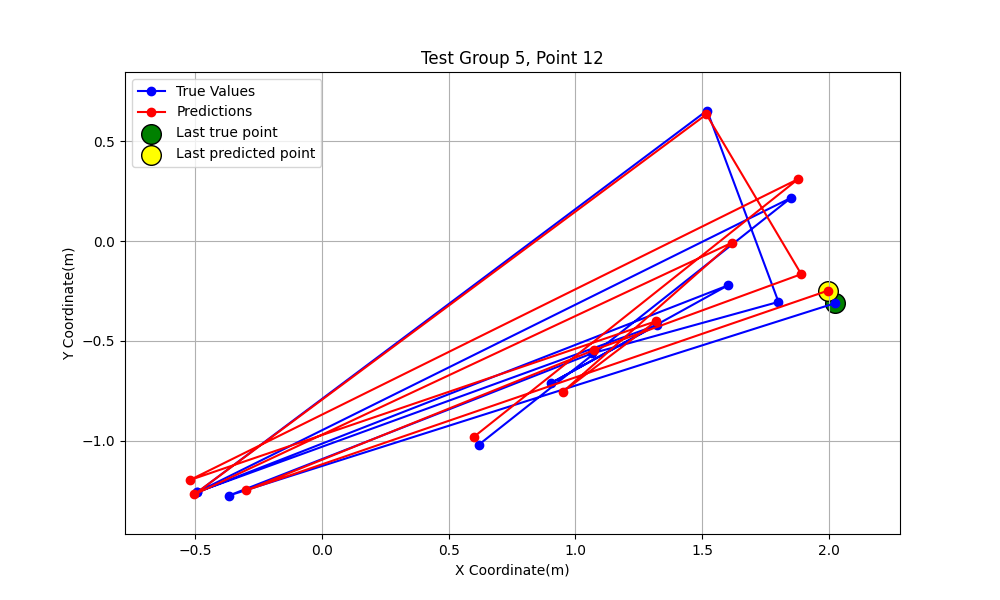 Test Group 5, Point 12
True Values
Predictions
Last true point
Last predicted point
Y Coordinate(m)
0.5
0.0
−0.5
−1.0
−0.5
0.0
0.5
1.0
1.5
2.0
X Coordinate(m)